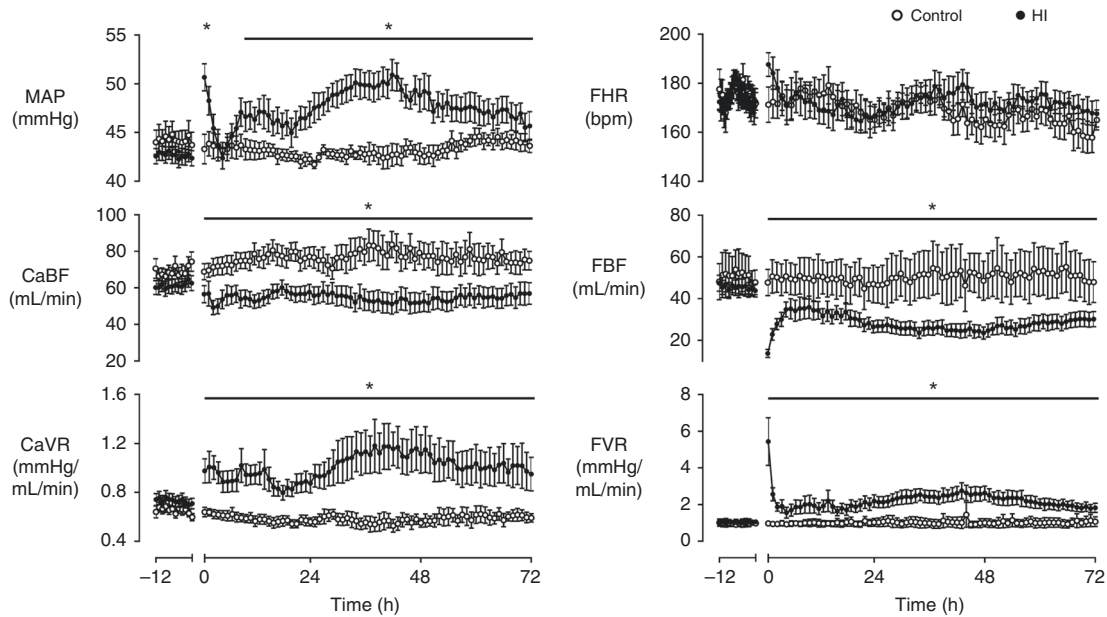 Control HI
*
*
55
50
45
40
MAP
(mmHg)
200
180
160
140
FHR
(bpm)
*
100
80
60
40
20
CaBF
(mL/min)
*
80
60
40
20
FBF
(mL/min)
*
1.6
1.2
0.8
0.4
CaVR
(mmHg/
mL/min)
*
8
6
4
2
0
FVR
(mmHg/
mL/min)
–12 0 24 48 72
Time (h)
–12 0 24 48 72
Time (h)